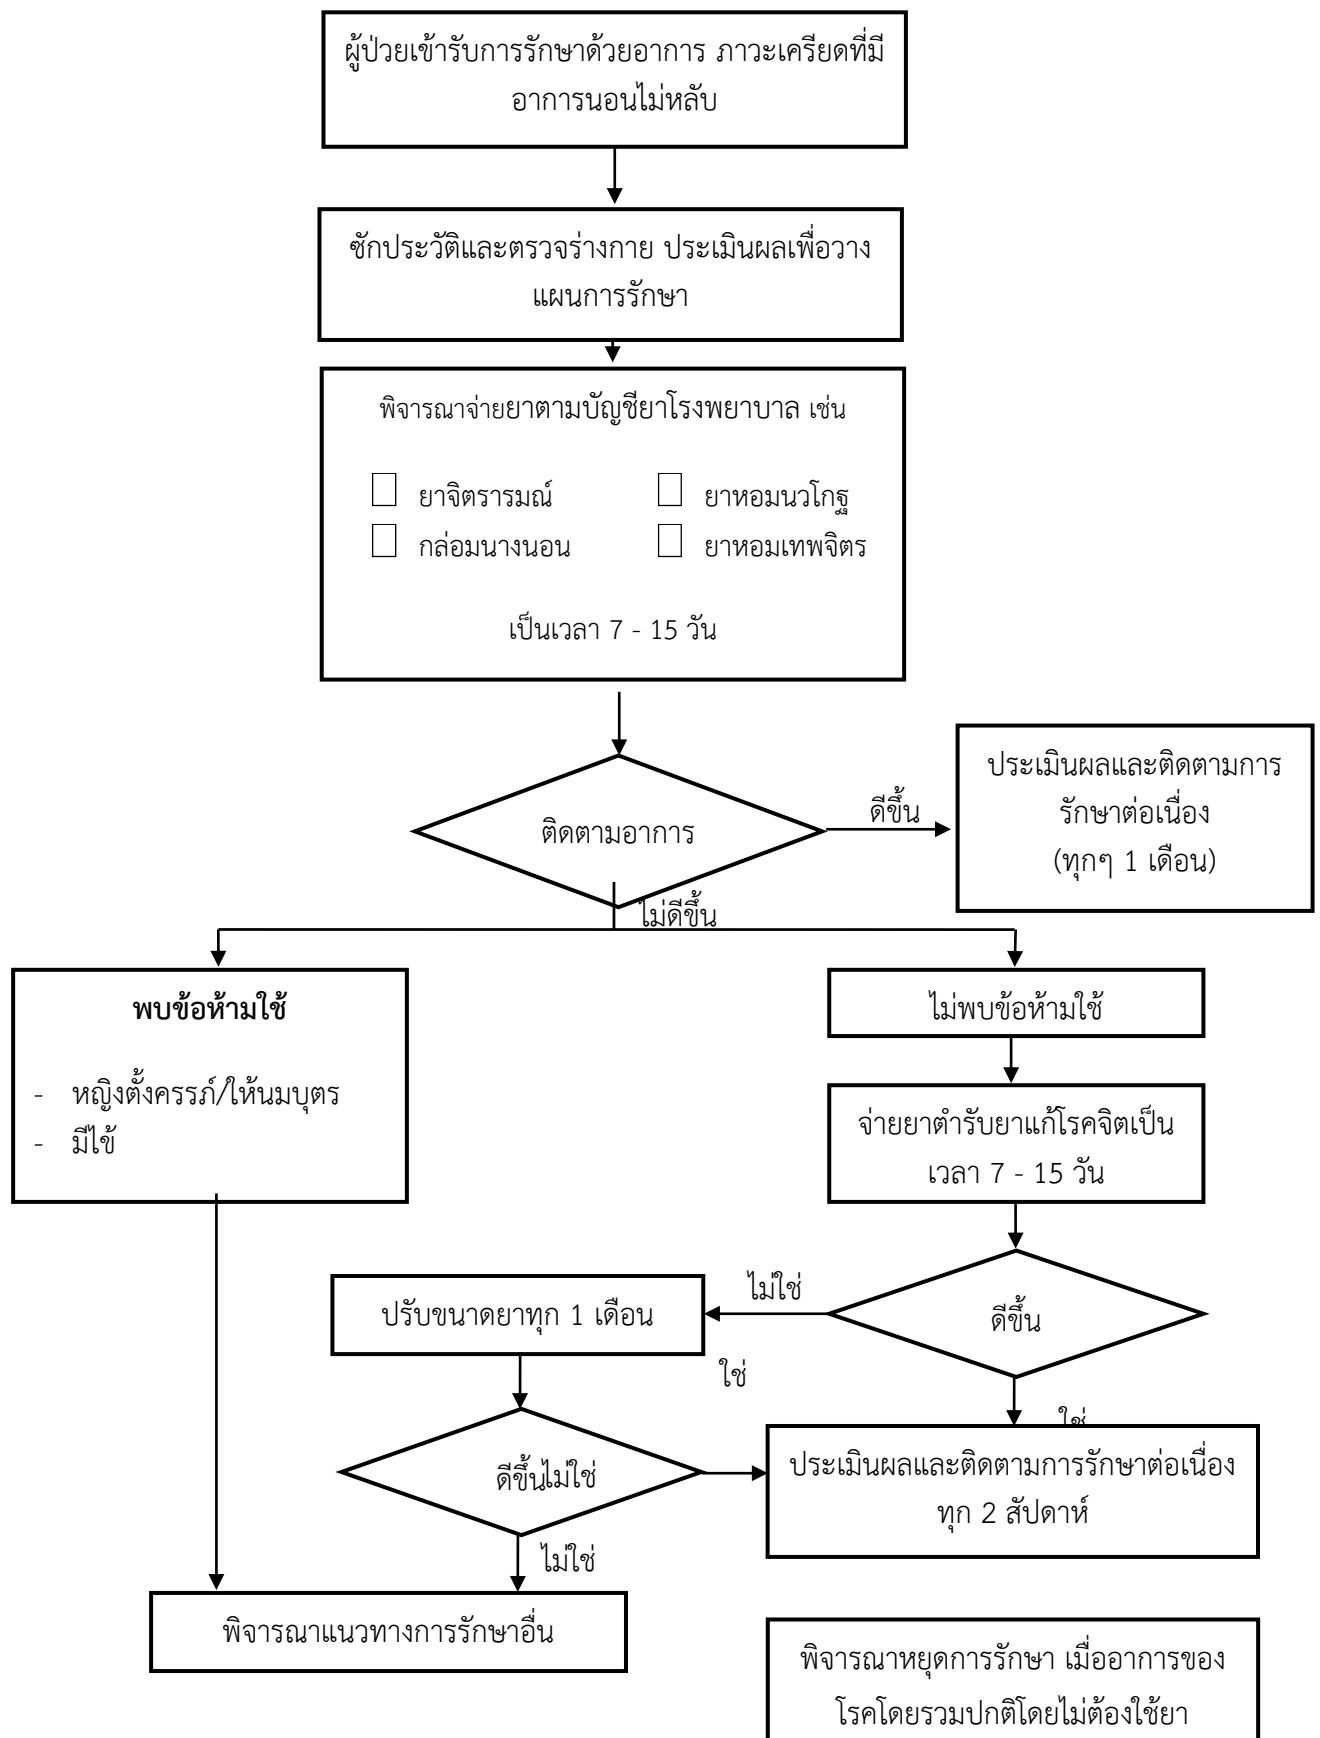 ผู้ป่วยเข้ารับการรักษาด้วยอาการ ภาวะเครียดที่มี
อาการนอนไม่หลับ
ซักประวัติและตรวจร่างกาย ประเมินผลเพื่อวาง
แผนการรักษา
พิจารณาจ่ายยาตามบัญชียาโรงพยาบาล เช่น
ยาจิตรารมณ์
ยาหอมนวโกฐ
กล่อมนางนอน
ยาหอมเทพจิตร
เป็นเวลา 7 - 15 วัน
ติดตามอาการ
ดีขึ้น
ประเมินผลและติดตามการ
รักษาต่อเนื่อง
(ทุกๆ 1 เดือน)
ไม่ดีขึ้น
พบข้อห้ามใช้
- หญิงตั้งครรภ์/ให้นมบุตร
- มีไข้
ไม่พบข้อห้ามใช้
จ่ายยาตำรับยาแก้โรคจิตเป็น
เวลา 7 - 15 วัน
ดีขึ้น
ไม่ใช่
ปรับขนาดยาทุก 1 เดือน
ใช่
ใช่
ดีขึ้นไม่ใช่
ประเมินผลและติดตามการรักษาต่อเนื่อง
ทุก 2 สัปดาห์
ไม่ใช่
พิจารณาแนวทางการรักษาอื่น
พิจารณาหยุดการรักษา เมื่ออาการของ
โรคโดยรวมปกติโดยไม่ต้องใช้ยา